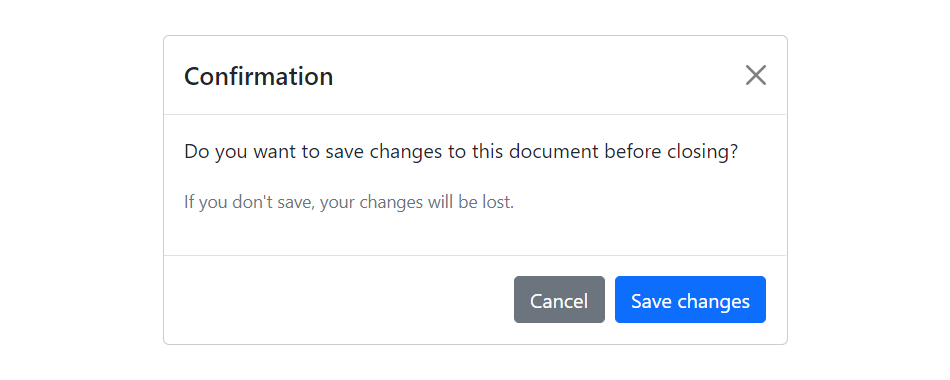 Confirmation
Do you want to save changes to this document before closing?
If you don't save, your changes will be lost.
Cancel
Save changes